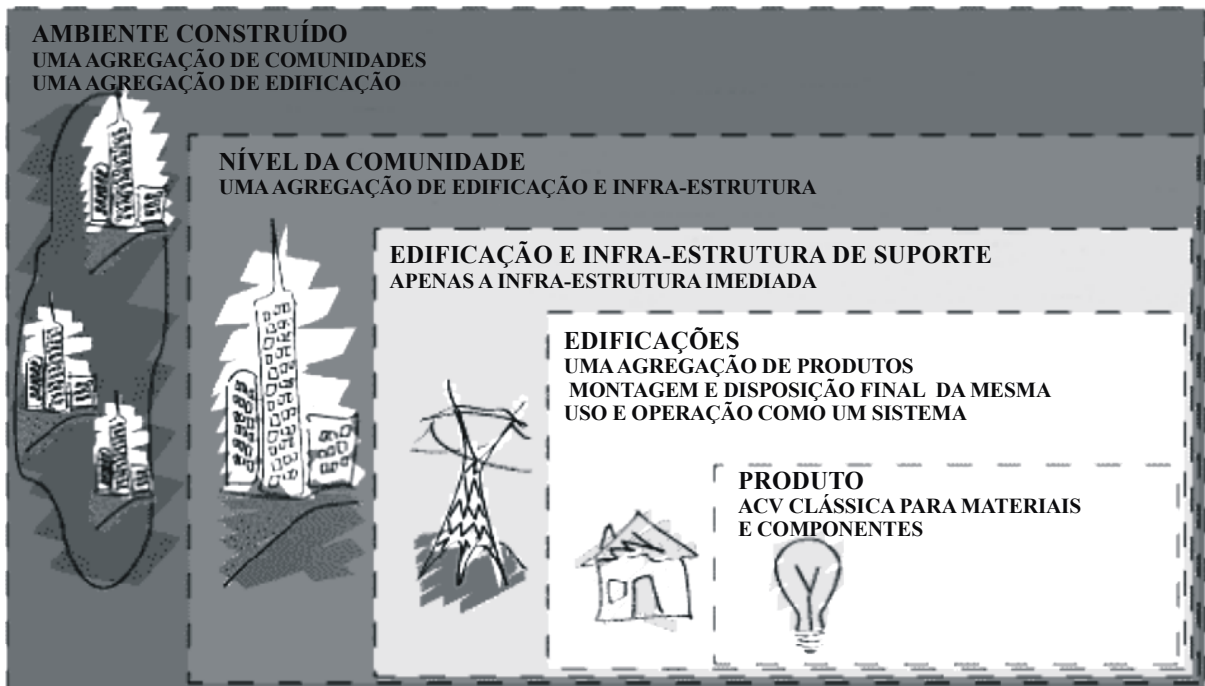 AMBIENTE CONSTRUÍDO
UMA AGREGAÇÃO DE COMUNIDADES
UMA AGREGAÇÃO DE EDIFICAÇÃO
NÍVEL DA COMUNIDADE
UMA AGREGAÇÃO DE EDIFICAÇÃO E INFRA-ESTRUTURA
EDIFICAÇÃO E INFRA-ESTRUTURA DE SUPORTE
APENAS A INFRA-ESTRUTURA IMEDIADA
EDIFICAÇÕES
UMA AGREGAÇÃO DE PRODUTOS
MONTAGEM E DISPOSIÇÃO FINAL DA MESMA
USO E OPERAÇÃO COMO UM SISTEMA
PRODUTO
ACV CLÁSSICA PARA MATERIAIS
E COMPONENTES